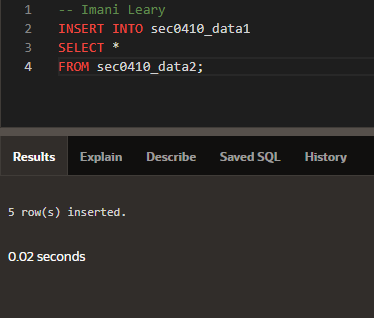 1 -- Imani Leary
2 INSERT INTO sec0410_data1
3 SELECT *
4 FROM sec0410_data2;
Results Explain Describe Saved SQL History
5 row(s) inserted.
0.02 seconds